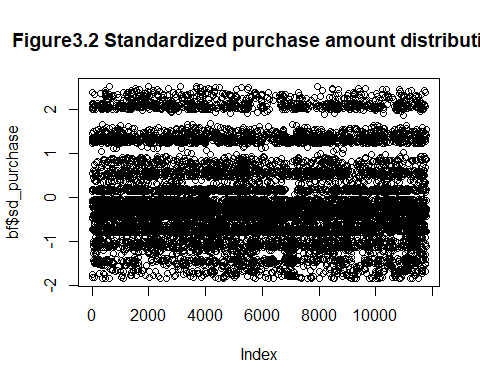 Figure3.2 Standardized purchase amount distributi
bf$sd_purchase
2
1
0
-1
-2
0 2000 4000 6000 8000 10000
Index